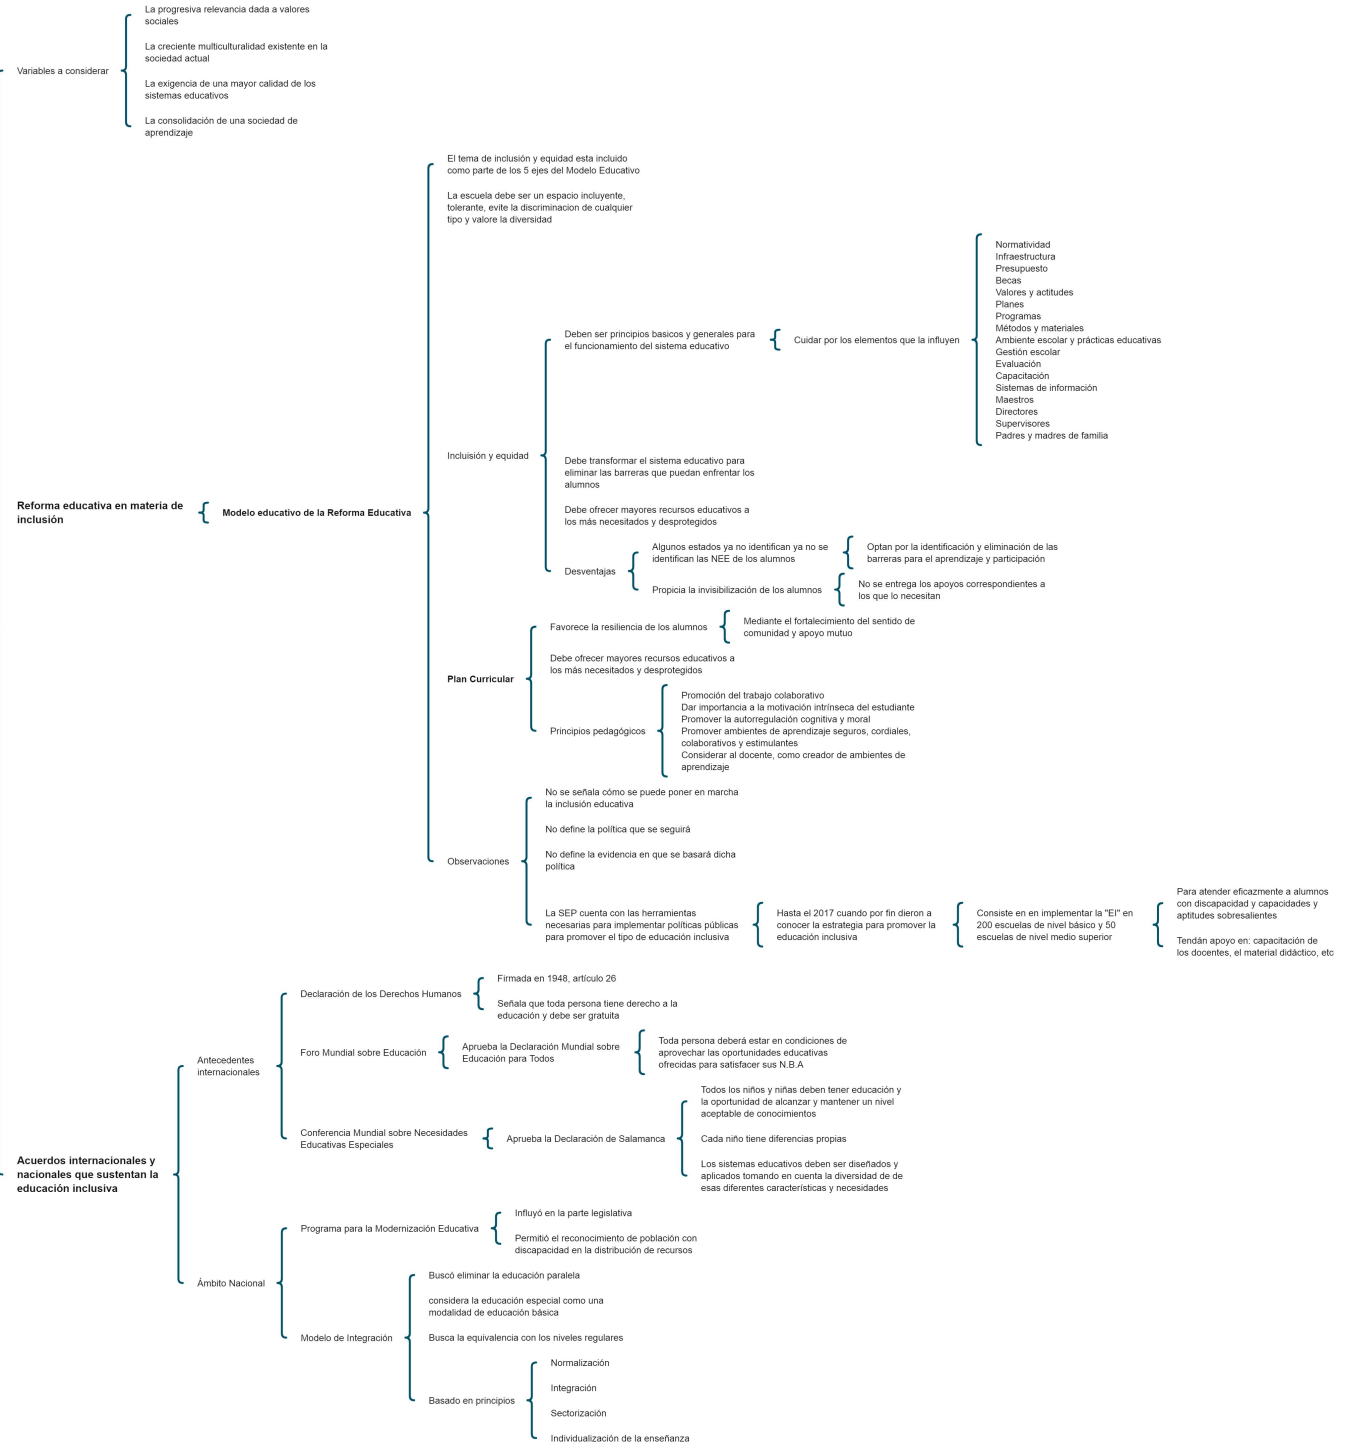 La progresiva relevancia dada a valores
sociales
La creciente multiculturalidad existente en la
sociedad actual
Variables a considerar
La exigencia de una mayor calidad de los
sistemas educativos
La consolidación de una sociedad de
aprendizaje
Reforma educativa en materia de
inclusión
Modelo educativo de la Reforma Educativa
El tema de inclusión y equidad esta incluido
como parte de los 5 ejes del Modelo Educativo
La escuela debe ser un espacio incluyente,
tolerante, evite la discriminacion de cualquier
tipo y valore la diversidad
Incluisión y equidad
Deben ser principios basicos y generales para
el funcionamiento del sistema educativo
Cuidar por los elementos que la influyen
Normatividad
Infraestructura
Presupuesto
Becas
Valores y actitudes
Planes
Programas
Métodos y materiales
Ambiente escolar y prácticas educativas
Gestión escolar
Evaluación
Capacitación
Sistemas de información
Maestros
Directores
Supervisores
Padres y madres de familia
Debe transformar el sistema educativo para
eliminar las barreras que puedan enfrentar los
alumnos
Debe ofrecer mayores recursos educativos a
los más necesitados y desprotegidos
Desventajas
Algunos estados ya no identifican ya no se
identifican las NEE de los alumnos
Optan por la identificación y eliminación de las
barreras para el aprendizaje y participación
Propicia la invisibilización de los alumnos
No se entrega los apoyos correspondientes a
los que lo necesitan
Plan Curricular
Favorece la resiliencia de los alumnos
Mediante el fortalecimiento del sentido de
comunidad y apoyo mutuo
Debe ofrecer mayores recursos educativos a
los más necesitados y desprotegidos
Principios pedagógicos
Promoción del trabajo colaborativo
Dar importancia a la motivación intrínseca del estudiante
Promover la autorregulación cognitiva y moral
Promover ambientes de aprendizaje seguros, cordiales,
colaborativos y estimulantes
Considerar al docente, como creador de ambientes de
aprendizaje
Observaciones
No se señala cómo se puede poner en marcha
la inclusión educativa
No define la política que se seguirá
No define la evidencia en que se basará dicha
política
La SEP cuenta con las herramientas
necesarias para implementar políticas públicas
para promover el tipo de educación inclusiva
Hasta el 2017 cuando por fin dieron a
conocer la estrategia para promover la
educación inclusiva
Consiste en en implementar la "EI" en
200 escuelas de nivel básico y 50
escuelas de nivel medio superior
Para atender eficazmente a alumnos
con discapacidad y capacidades y
aptitudes sobresalientes
Tendán apoyo en: capacitación de
los docentes, el material didáctico, etc
Acuerdos internacionales y
nacionales que sustentan la
educación inclusiva
Antecedentes
internacionales
Declaración de los Derechos Humanos
Firmada en 1948, artículo 26
Señala que toda persona tiene derecho a la
educación y debe ser gratuita
Foro Mundial sobre Educación
Aprueba la Declaración Mundial sobre
Educación para Todos
Toda persona deberá estar en condiciones de
aprovechar las oportunidades educativas
ofrecidas para satisfacer sus N.B.A
Conferencia Mundial sobre Necesidades
Educativas Especiales
Aprueba la Declaración de Salamanca
Todos los niños y niñas deben tener educación y
la oportunidad de alcanzar y mantener un nivel
aceptable de conocimientos
Cada niño tiene diferencias propias
Los sistemas educativos deben ser diseñados y
aplicados tomando en cuenta la diversidad de de
esas diferentes características y necesidades
Ámbito Nacional
Programa para la Modernización Educativa
Influyó en la parte legislativa
Permitió el reconocimiento de población con
discapacidad en la distribución de recursos
Modelo de Integración
Buscó eliminar la educación paralela
considera la educación especial como una
modalidad de educación básica
Busca la equivalencia con los niveles regulares
Basado en principios
Normalización
Integración
Sectorización
Individualización de la enseñanza